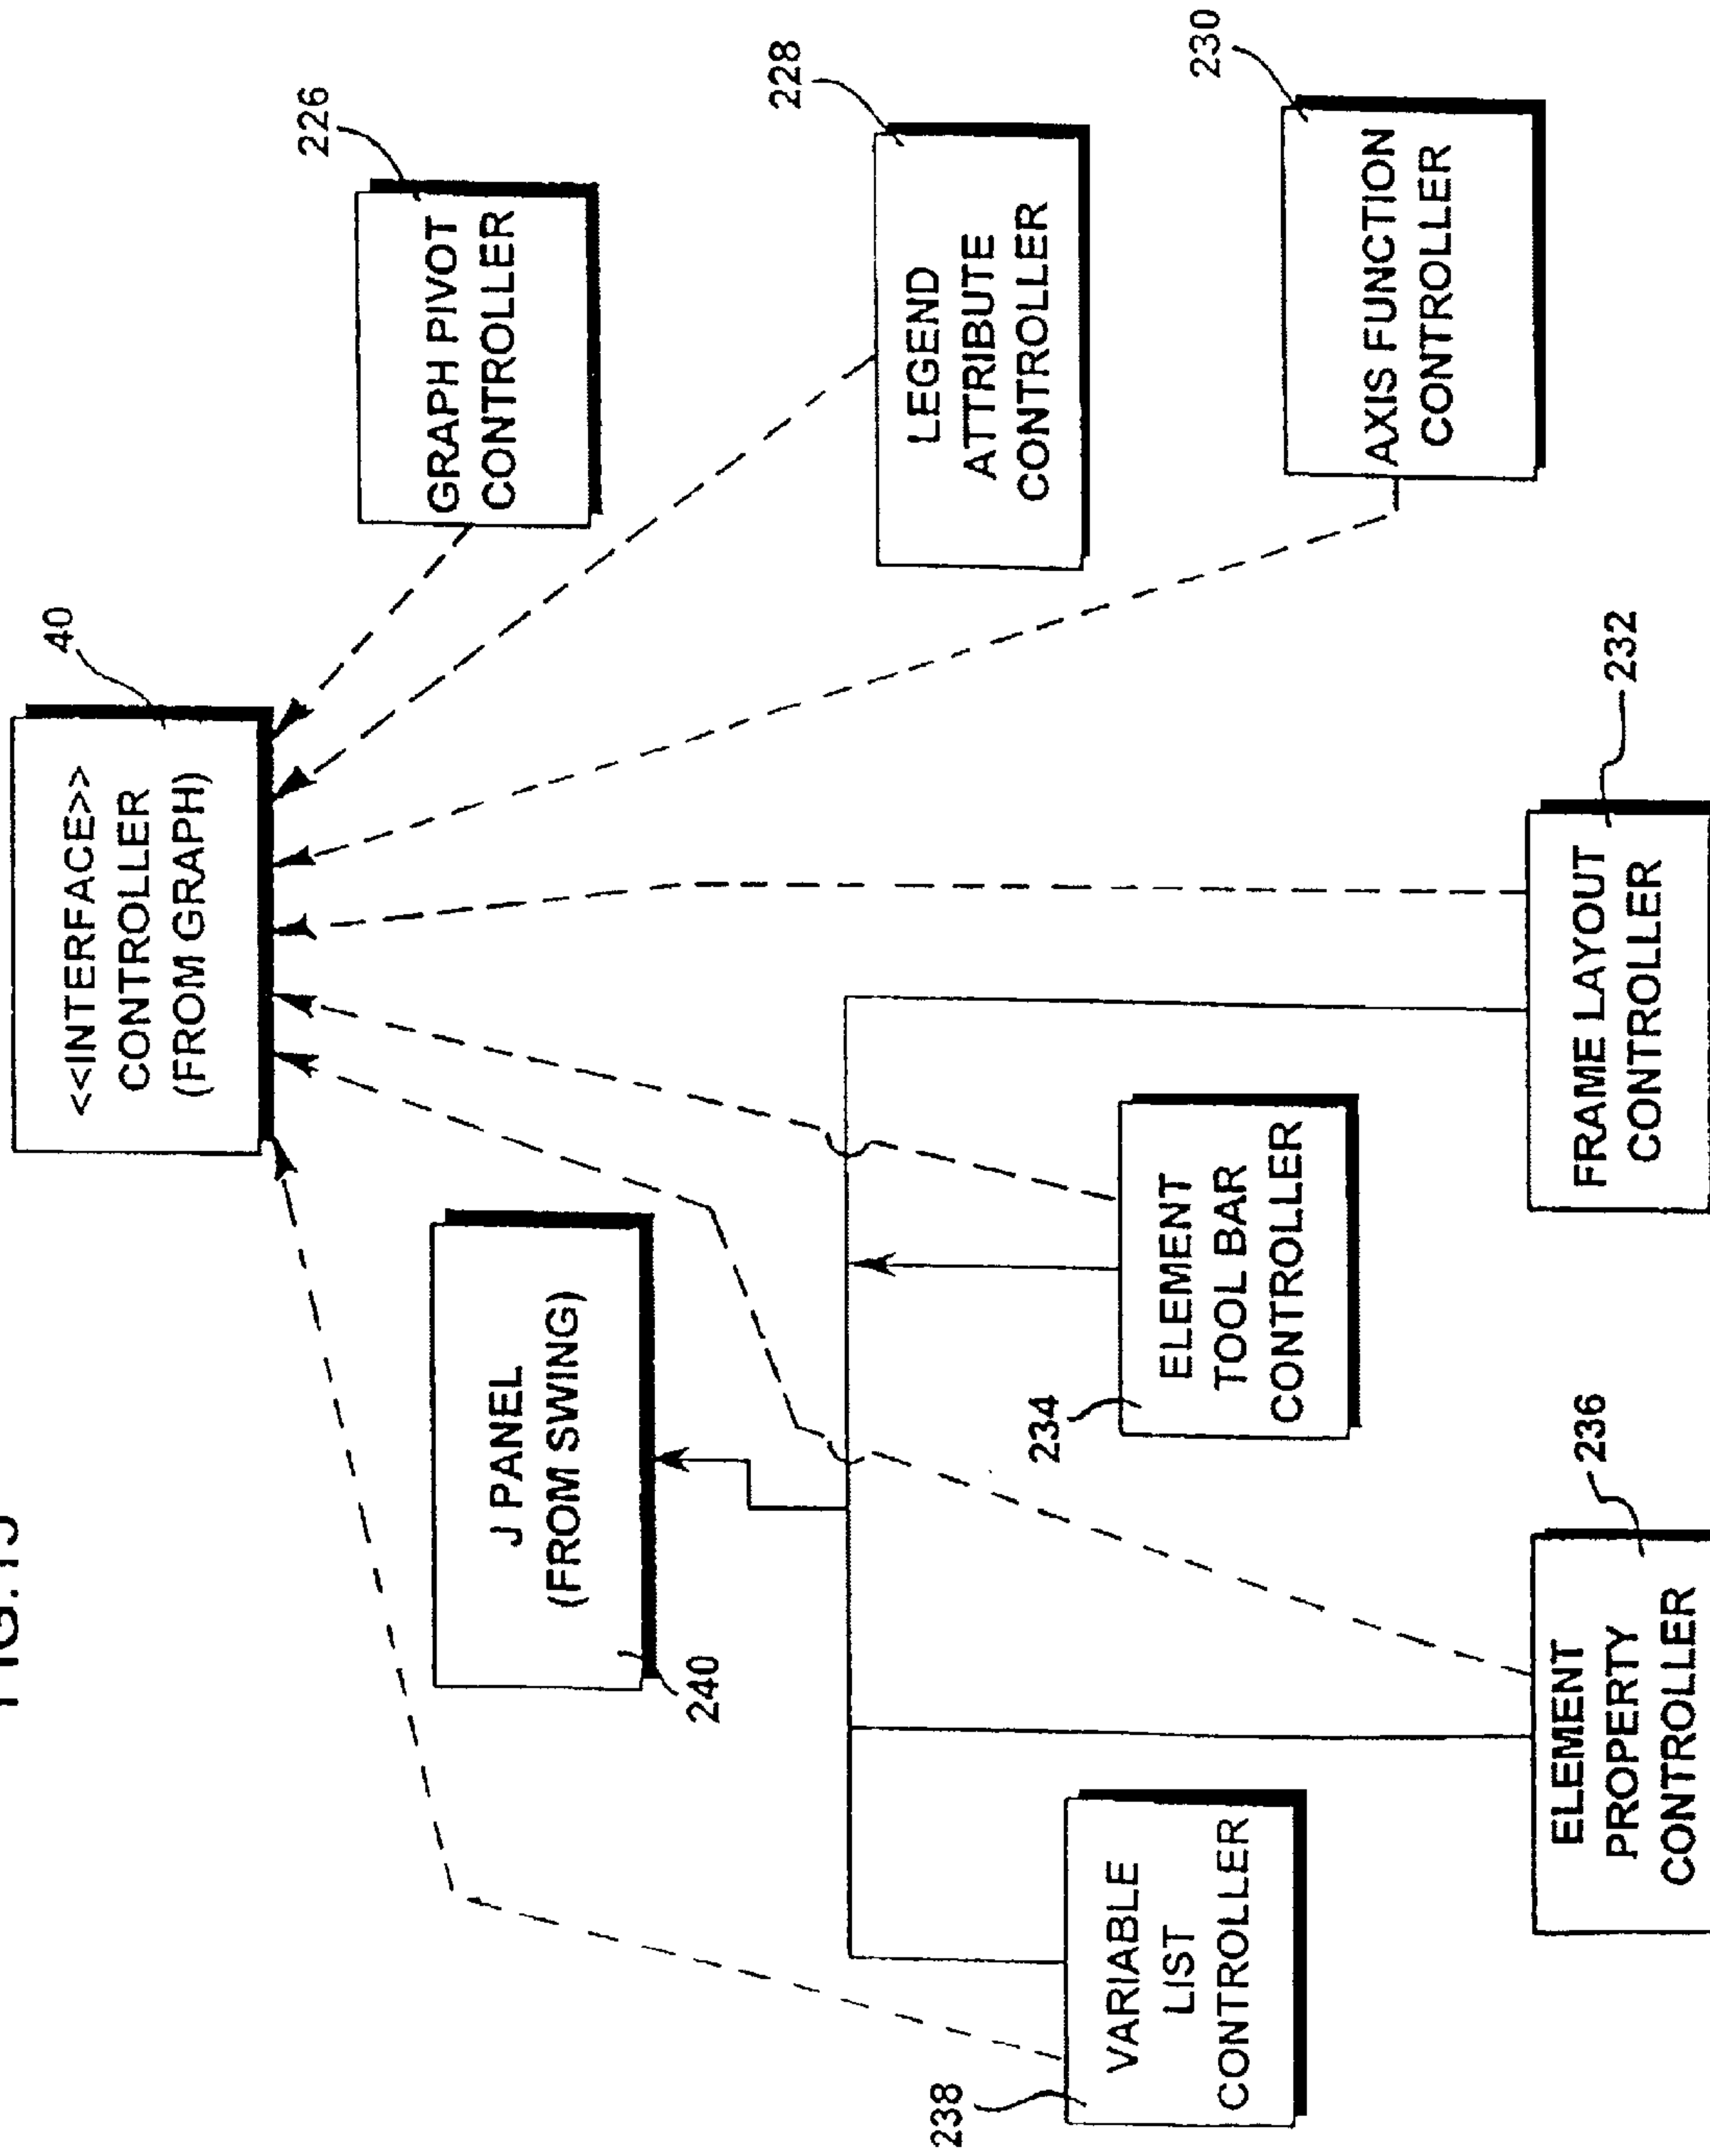 40
<<INTERFACE>>
CONTROLLER
(FROM GRAPH)
J PANEL
(FROM SWING)
240
226
GRAPH PIVOT
CONTROLLER
228
LEGEND
ATTRIBUTE
CONTROLLER
230
AXIS FUNCTION
CONTROLLER
238
VARIABLE
LIST
CONTROLLER
234
ELEMENT
TOOL BAR
CONTROLLER
236
ELEMENT
PROPERTY
CONTROLLER
232
FRAME LAYOUT
CONTROLLER